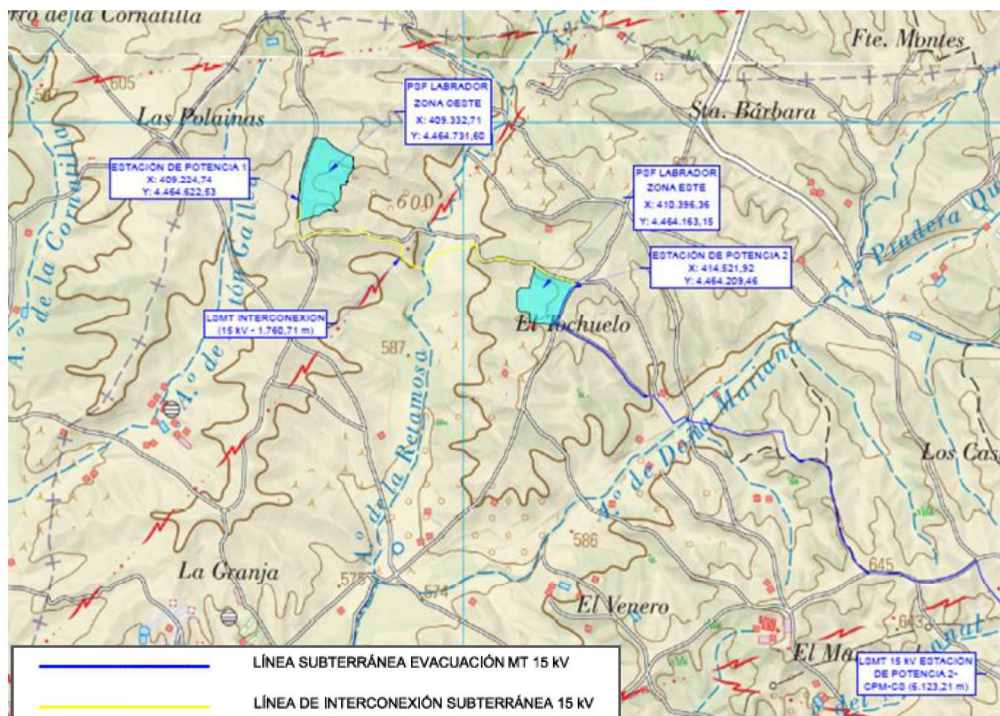 rro de la Cornatilla
605
587
Las Polainas
PSF LABRADOR
ZONA OESTE
X: 409.332,71
Y: 4.464.731,60
Fte. Montes
Sta. Bárbara
ESTACIÓN DE POTENCIA 1
X: 409.224,74
Y: 4.464.622,53
600
PSF LABRADOR
ZONA ESTE
X: 410.396,36
Y: 4.464.163,15
ESTACIÓN DE POTENCIA 2
X: 414.521,92
Y: 4.464.209,46
A.º Pradera Qu
A.º de la Cornatilla
LSMT INTERCONEXIÓN
(15 kV - 1.760,71 m)
El Tochuelo
587
A.º de la Retamosa
A.º de Doña Mariana
Los Cas
586
La Granja
575
574
645
El Venero
643
El Ma
LSMT 15 kV ESTACIÓN
DE POTENCIA 2-
CPM-CS (6.123,21 m)
LÍNEA SUBTERRÁNEA EVACUACIÓN MT 15 kV
LÍNEA DE INTERCONEXIÓN SUBTERRÁNEA 15 kV